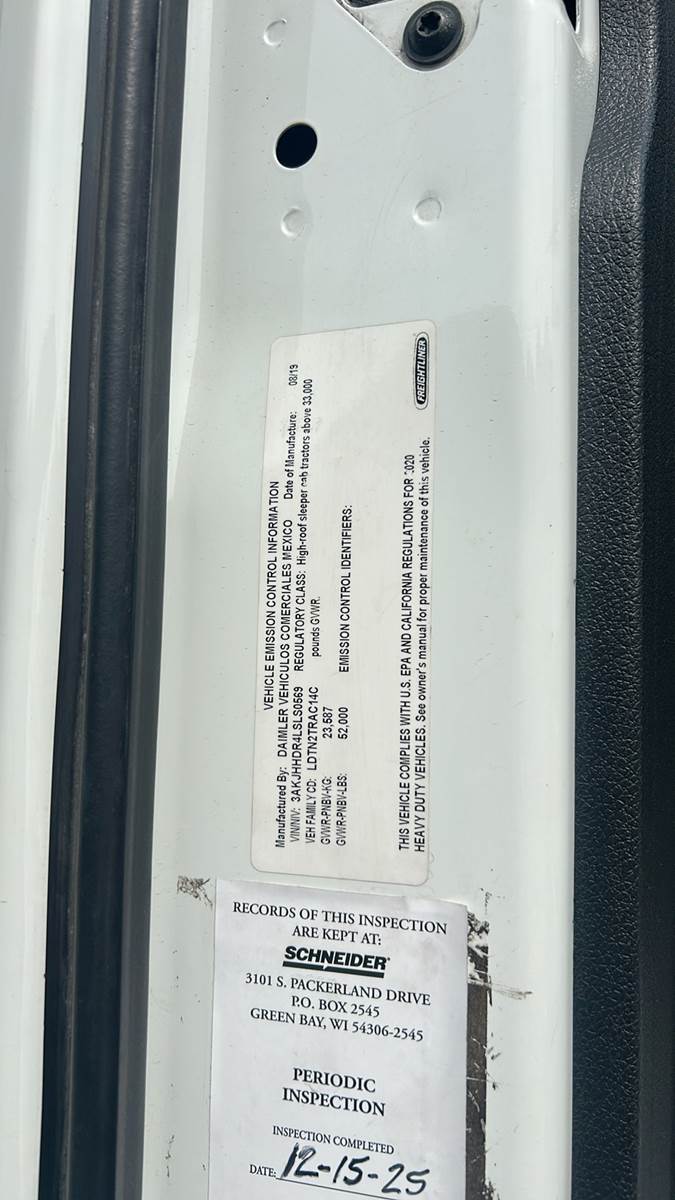 VEHICLE EMISSION CONTROL INFORMATION
Manufactured By: DAIMLER VEHICULOS COMERCIALES MEXICO Date of Manufacture: 08/19
VIN/NIV: 3AKJHHDR4LSLS0569 REGULATORY CLASS: High-roof sleeper cab tractors above 33,000
VEH FAMILY CD: LDTN2TRAC14C pounds GVWR.
GVWR-PNBV-KG: 23,587
GVWR-PNBV-LBS: 52,000 EMISSION CONTROL IDENTIFIERS:
THIS VEHICLE COMPLIES WITH U.S. EPA AND CALIFORNIA REGULATIONS FOR 2020
HEAVY DUTY VEHICLES. See owner's manual for proper maintenance of this vehicle.
FREIGHTLINER
RECORDS OF THIS INSPECTION
ARE KEPT AT:
SCHNEIDER
3101 S. PACKERLAND DRIVE
P.O. BOX 2545
GREEN BAY, WI 54306-2545
PERIODIC
INSPECTION
INSPECTION COMPLETED
DATE: 12-15-25